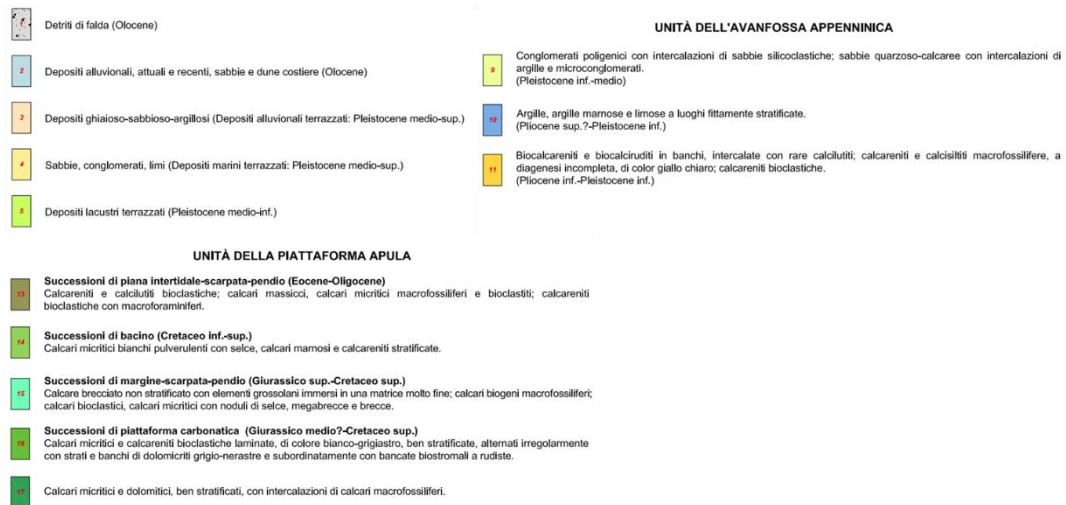 1 Detriti di falda (Olocene)
2 Depositi alluvionali, attuali e recenti, sabbie e dune costiere (Olocene)
3 Depositi ghiaioso-sabbioso-argillosi (Depositi alluvionali terrazzati: Pleistocene medio-sup.)
4 Sabbie, conglomerati, limi (Depositi marini terrazzati: Pleistocene medio-sup.)
5 Depositi lacustri terrazzati (Pleistocene medio-inf.)
UNITÀ DELL'AVANFOSSA APPENNINICA
9 Conglomerati poligenici con intercalazioni di sabbie silicoclastiche; sabbie quarzoso-calcaree con intercalazioni di
argille e microconglomerati.
(Pleistocene inf.-medio)
10 Argille, argille marnose e limose a luoghi fittamente stratificate.
(Pliocene sup.?-Pleistocene inf.)
11 Biocalcareniti e biocalciruditi in banchi, intercalate con rare calcilutiti; calcareniti e calcisiltiti macrofossilifere, a
diagenesi incompleta, di color giallo chiaro; calcareniti bioclastiche.
(Pliocene inf.-Pleistocene inf.)
UNITÀ DELLA PIATTAFORMA APULA
13 Successioni di piana intertidale-scarpata-pendio (Eocene-Oligocene)
Calcareniti e calcilutiti bioclastiche; calcari massicci, calcari micritici macrofossiliferi e bioclastiti; calcareniti
bioclastiche con macroforaminiferi.
14 Successioni di bacino (Cretaceo inf.-sup.)
Calcari micritici bianchi pulverulenti con selce, calcari marnosi e calcareniti stratificate.
15 Successioni di margine-scarpata-pendio (Giurassico sup.-Cretaceo sup.)
Calcare brecciato non stratificato con elementi grossolani immersi in una matrice molto fine; calcari biogeni macrofossiliferi;
calcari bioclastici, calcari micritici con noduli di selce, megabrecce e brecce.
16 Successioni di piattaforma carbonatica (Giurassico medio?-Cretaceo sup.)
Calcari micritici e calcareniti bioclastiche laminate, di colore bianco-grigiastro, ben stratificate, alternati irregolarmente
con strati e banchi di dolomicriti grigio-nerastre e subordinatamente con bancate biostromali a rudiste.
17 Calcari micritici e dolomitici, ben stratificati, con intercalazioni di calcari macrofossiliferi.